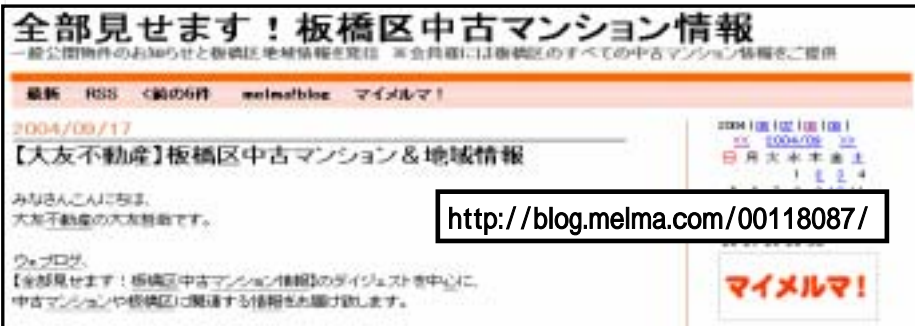 全部見せます！板橋区中古マンション情報
一般公開物件のお知らせと板橋区地域情報を発信 ※会員様には板橋区のすべての中古マンション情報をご提供
最新 RSS <前の5件 melma!blog マイメルマ！
2004/09/17
【大友不動産】板橋区中古マンション＆地域情報
みなさんこんにちは、
大友不動産の大友です。
ウェブログ、
【全部見せます！板橋区中古マンション情報】のダイジェストを中心に、
中古マンションや板橋区に関連する情報をお届け致します。
<< 2004/09 >>
日 月 火 水 木 金 土
1 2 3 4
http://blog.melma.com/00118087/
マイメルマ！